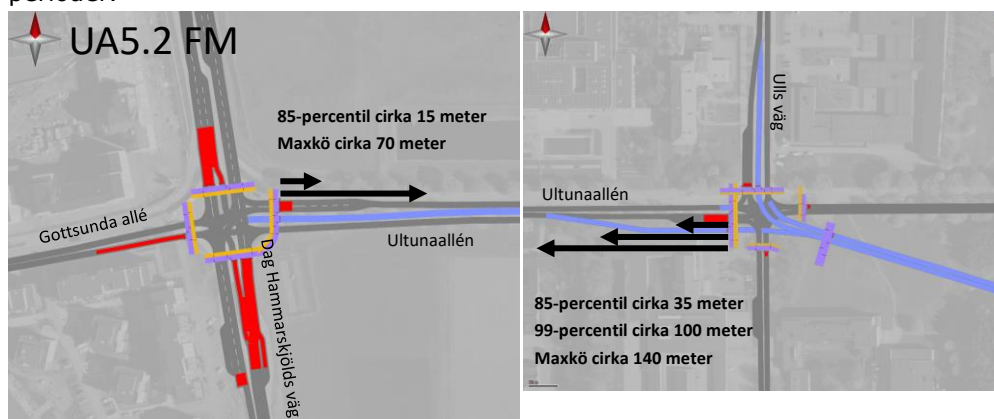 perioder.
UA5.2 FM
85-percentil cirka 15 meter
Maxkö cirka 70 meter
Gottsunda allé
Ultunaallén
Dag Hammarskjölds väg
Ulls väg
Ultunaallén
85-percentil cirka 35 meter
99-percentil cirka 100 meter
Maxkö cirka 140 meter